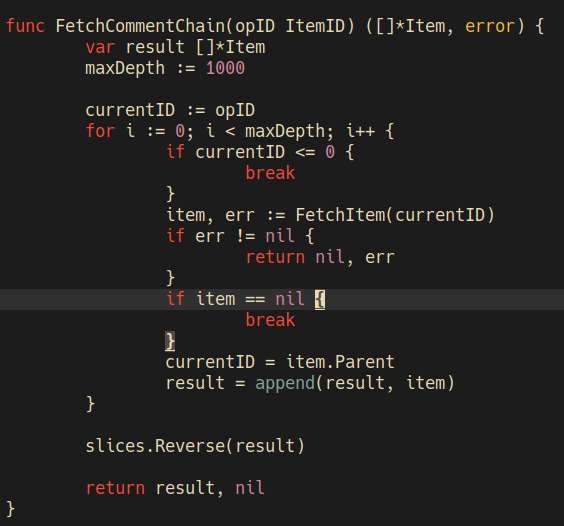 func FetchCommentChain(opID ItemID) ([]*Item, error) {
        var result []*Item
        maxDepth := 1000

        currentID := opID
        for i := 0; i < maxDepth; i++ {
                if currentID <= 0 {
                        break
                }
                item, err := FetchItem(currentID)
                if err != nil {
                        return nil, err
                }
                if item == nil {
                        break
                }
                currentID = item.Parent
                result = append(result, item)
        }

        slices.Reverse(result)

        return result, nil
}